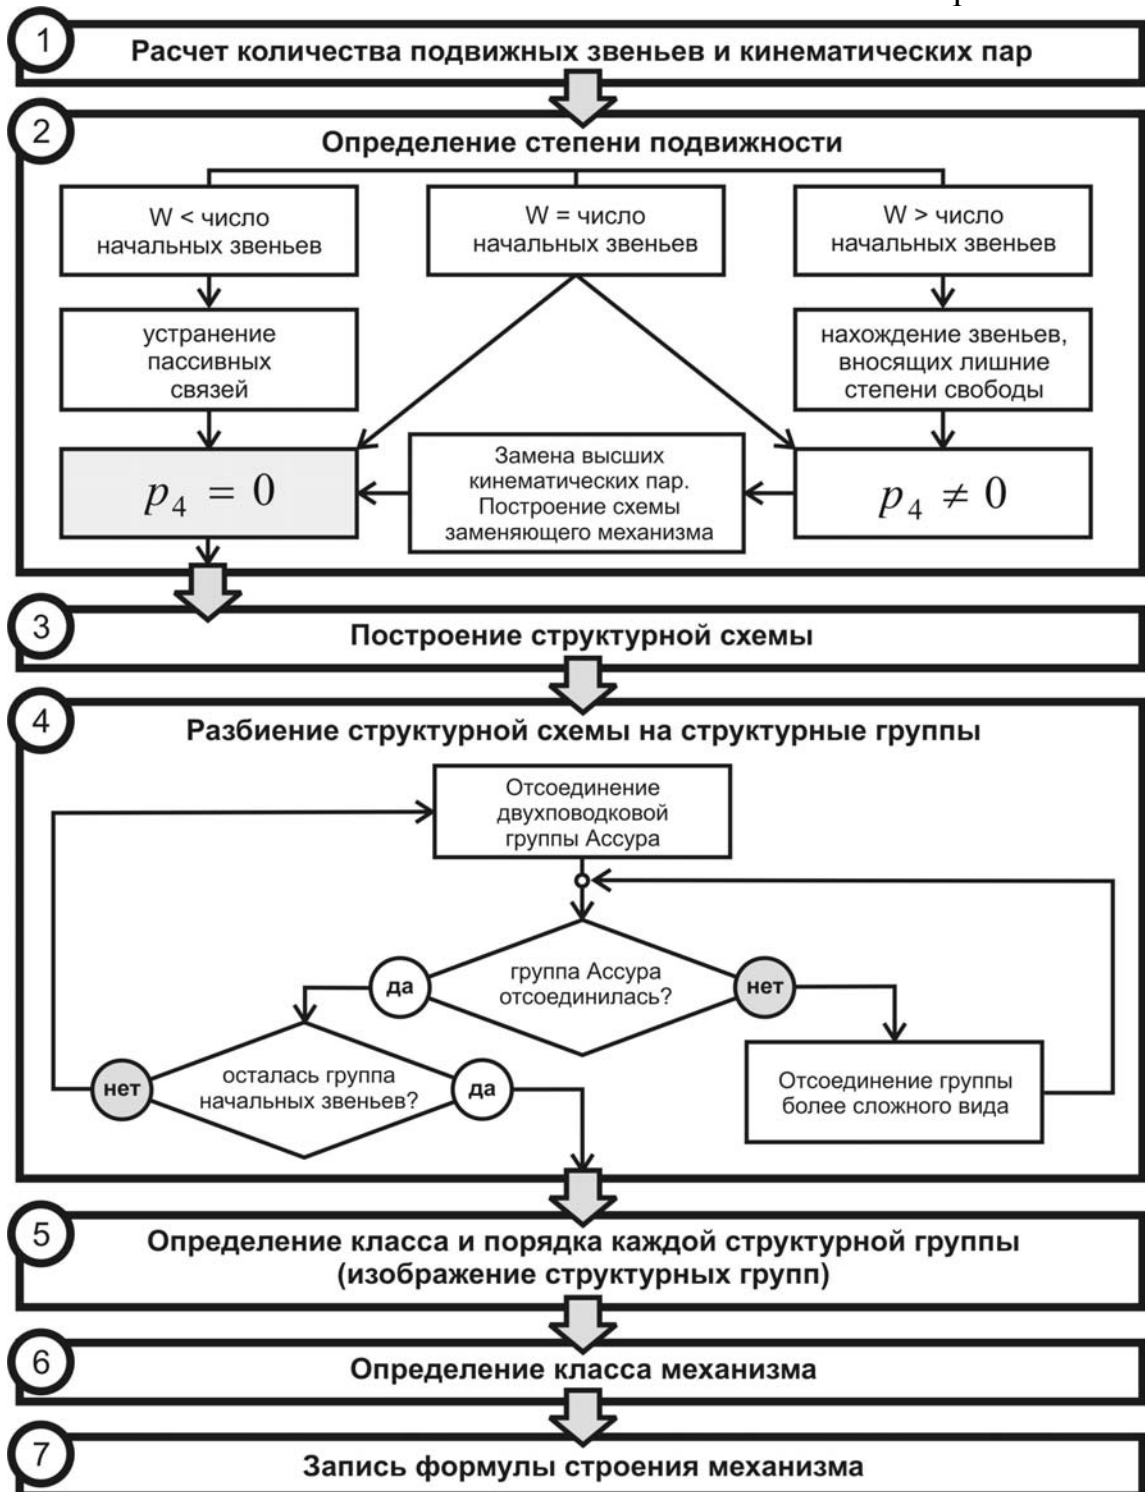 1
Расчет количества подвижных звеньев и кинематических пар
2
Определение степени подвижности
W < число
начальных звеньев
W = число
начальных звеньев
W > число
начальных звеньев
устранение
пассивных
связей
нахождение звеньев,
вносящих лишние
степени свободы
p₄ = 0
Замена высших
кинематических пар.
Построение схемы
заменяющего механизма
p₄ ≠ 0
3
Построение структурной схемы
4
Разбиение структурной схемы на структурные группы
Отсоединение
двухповодковой
группы Ассура
группа Ассура
отсоединилась?
да
нет
осталась группа
начальных звеньев?
нет
да
Отсоединение группы
более сложного вида
5
Определение класса и порядка каждой структурной группы
(изображение структурных групп)
6
Определение класса механизма
7
Запись формулы строения механизма